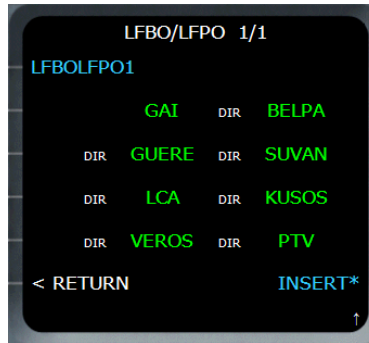 LFBO/LFPO 1/1
LFBOLFPO1
GAI DIR BELPA
DIR GUERE DIR SUVAN
DIR LCA DIR KUSOS
DIR VEROS DIR PTV
< RETURN INSERT*
↑